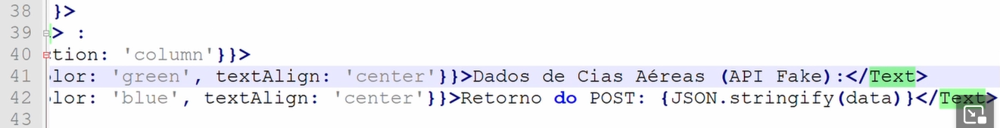 38 }>
39 > :
40 tion: 'column'}}>
41 lor: 'green', textAlign: 'center'}}>Dados de Cias Aéreas (API Fake):</Text>
42 lor: 'blue', textAlign: 'center'}}>Retorno do POST: {JSON.stringify(data)}</Text>
43